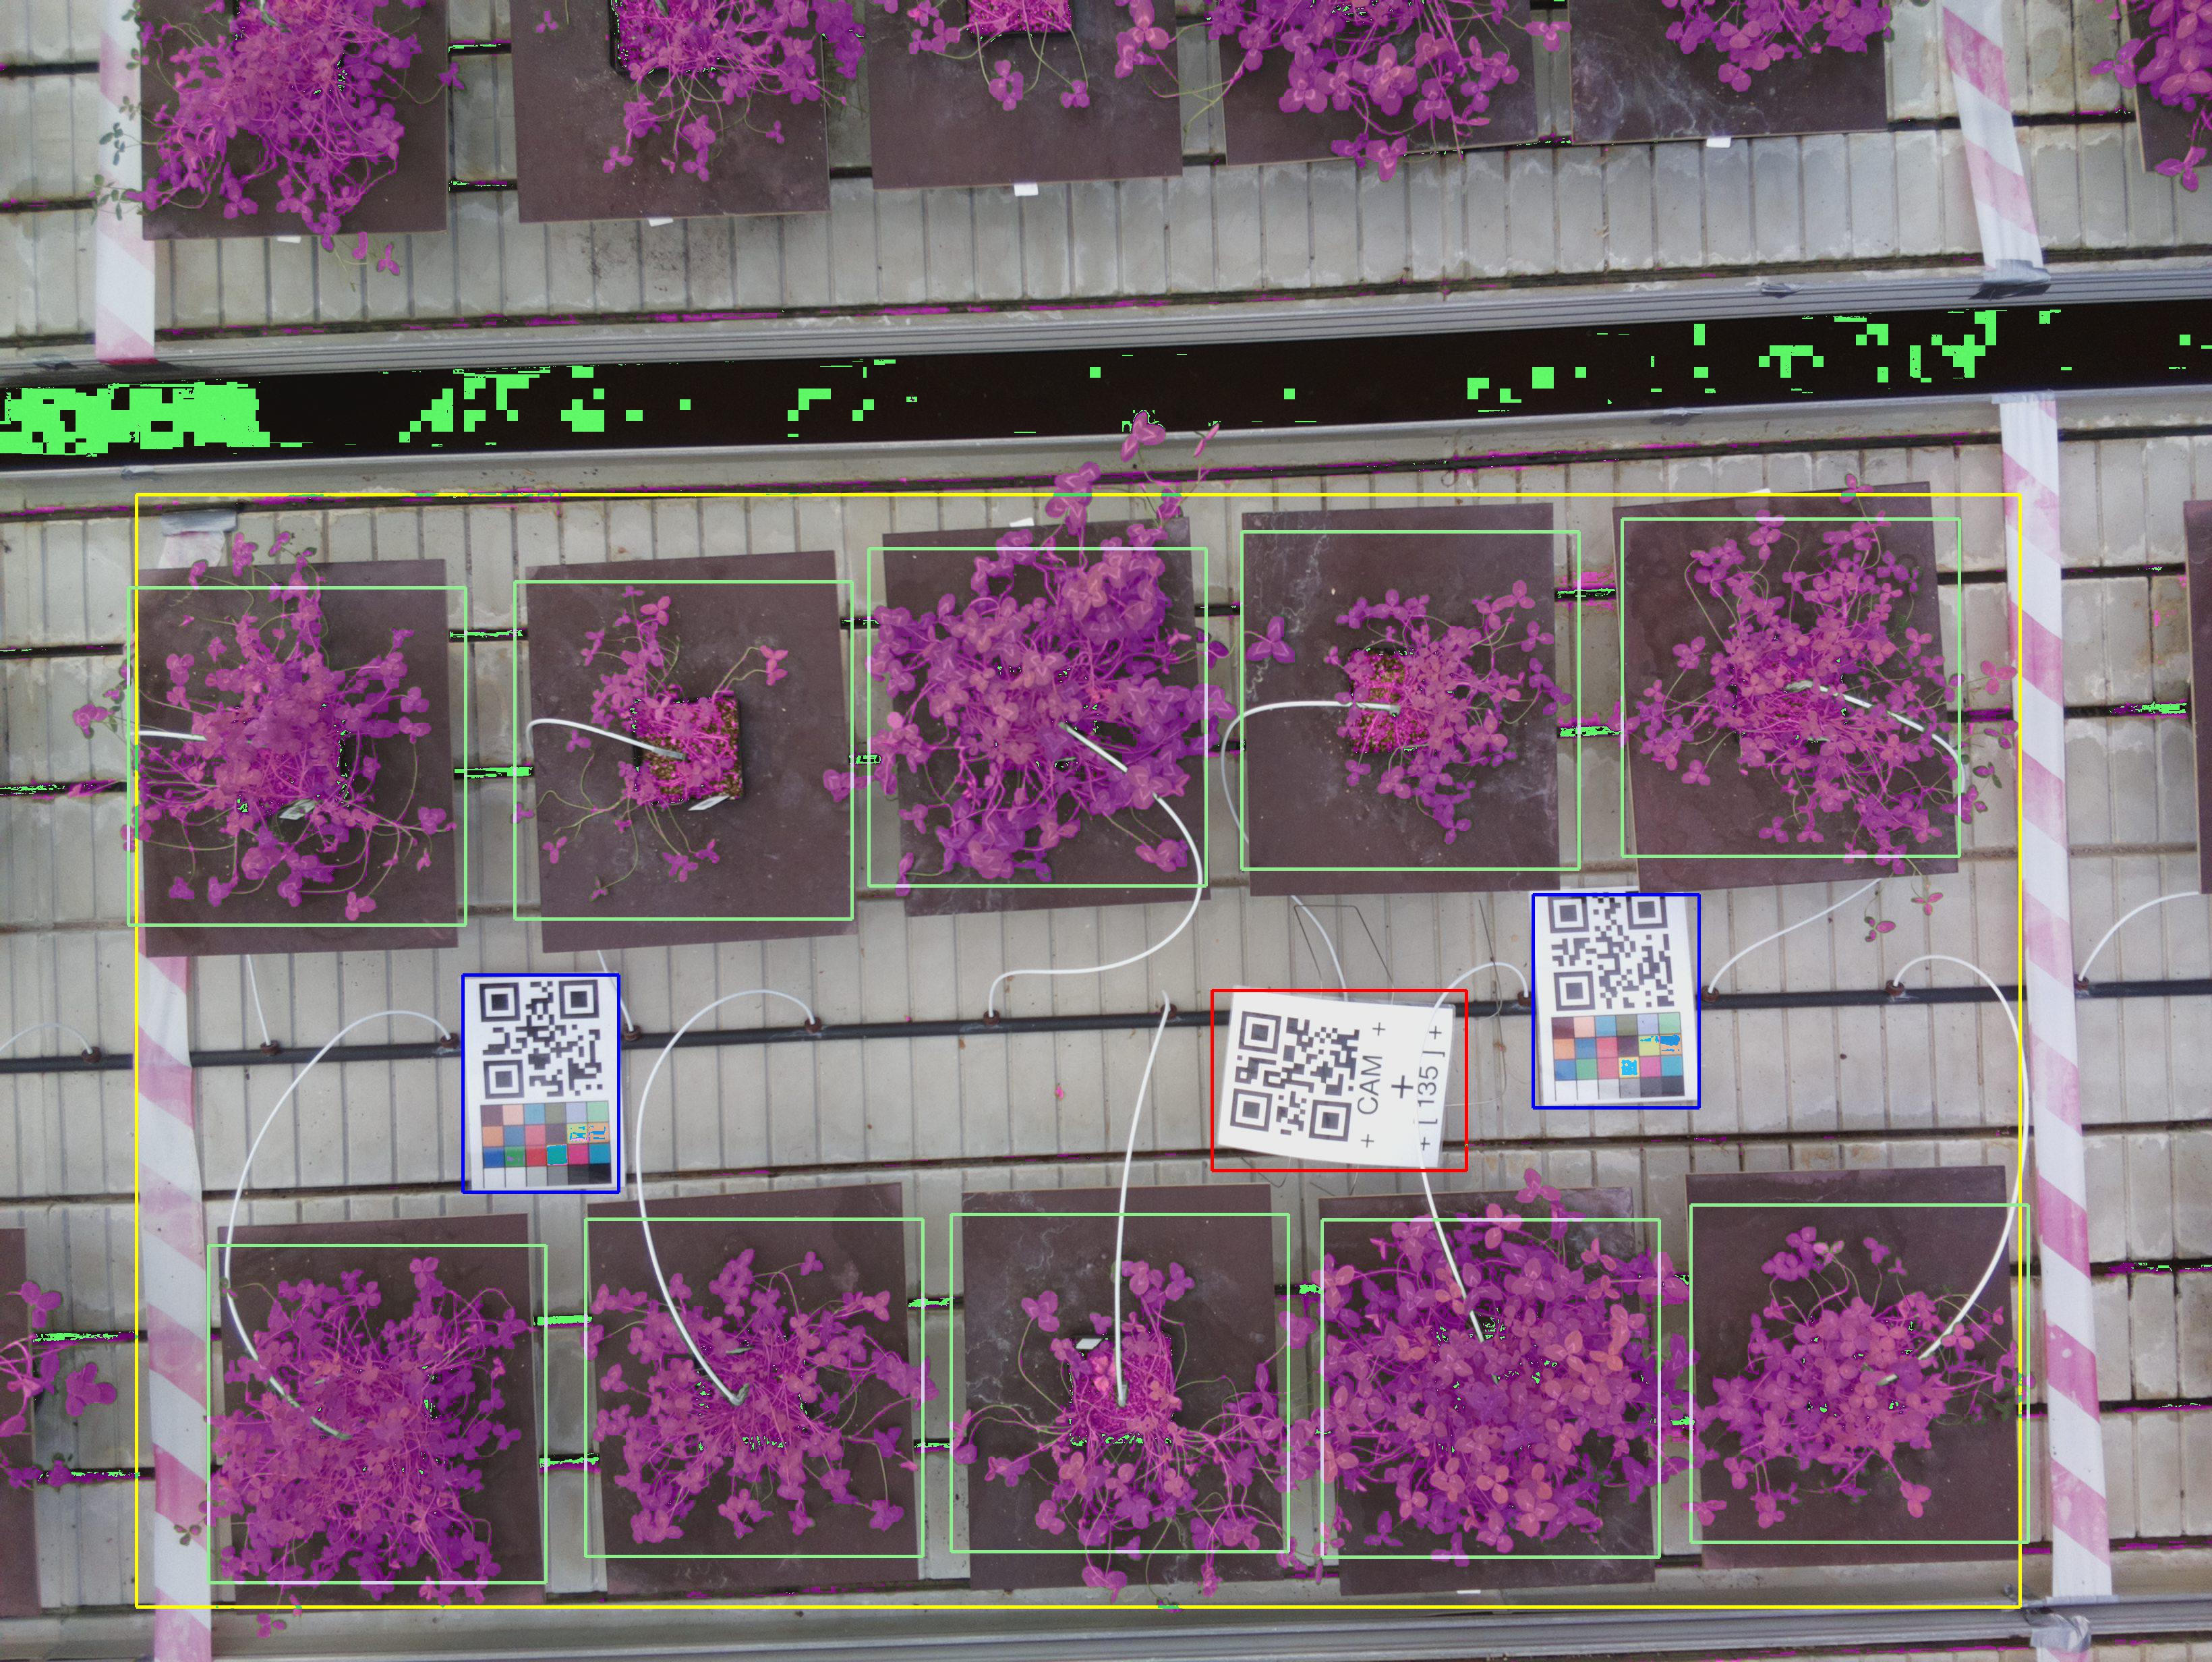 + CAM +
+
+ [ 135 ] +